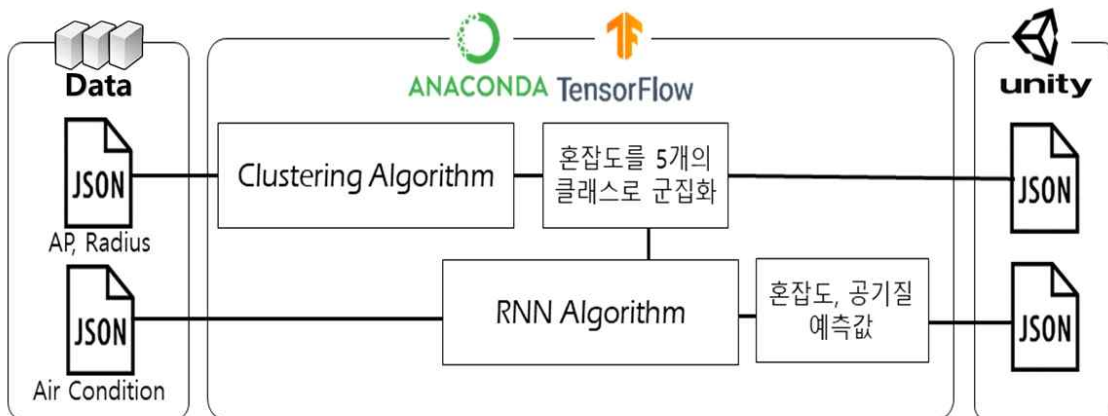 Data
ANACONDA
TensorFlow
unity
JSON
AP, Radius
Clustering Algorithm
혼잡도를 5개의
클래스로 군집화
JSON
JSON
Air Condition
RNN Algorithm
혼잡도, 공기질
예측값
JSON